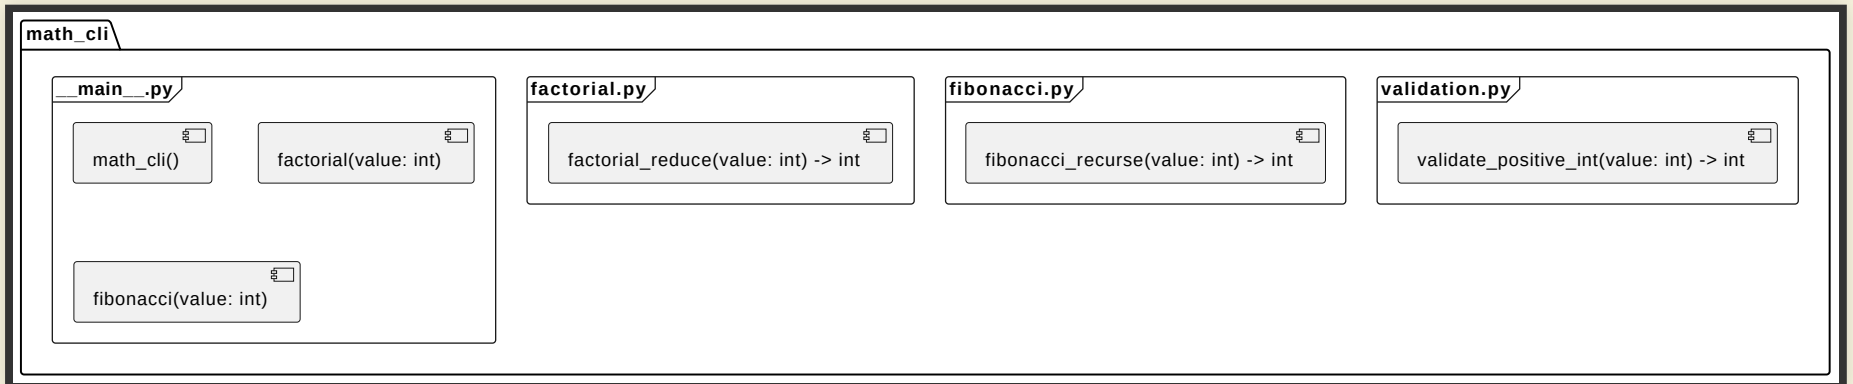 math_cli
__main__.py
math_cli()
factorial(value: int)
fibonacci(value: int)
factorial.py
factorial_reduce(value: int) -> int
fibonacci.py
fibonacci_recurse(value: int) -> int
validation.py
validate_positive_int(value: int) -> int